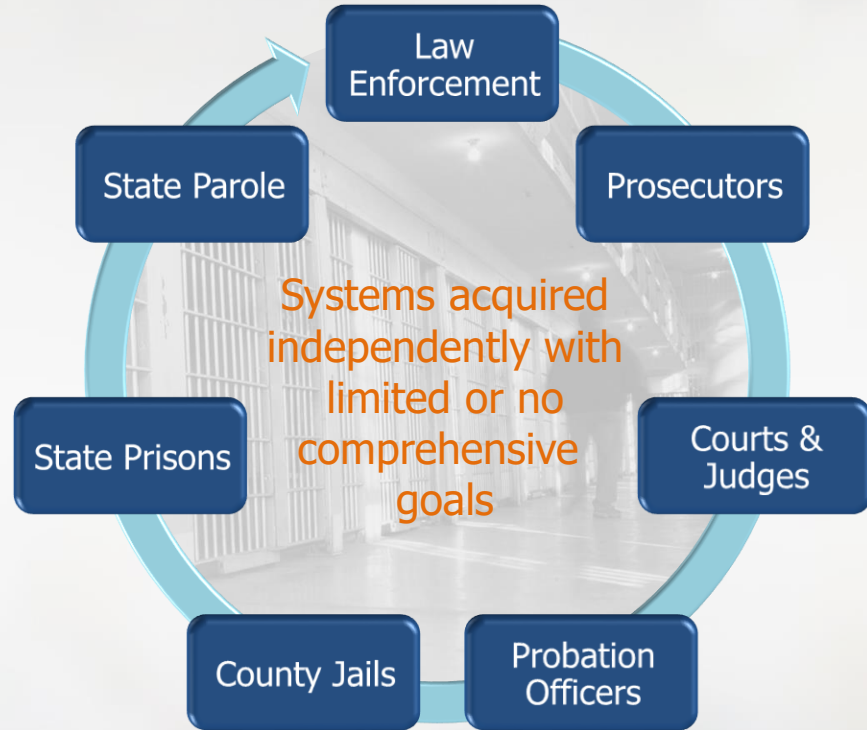 Law
Enforcement
Prosecutors
Courts &
Judges
Probation
Officers
County Jails
State Prisons
State Parole
Systems acquired
independently with
limited or no
comprehensive
goals